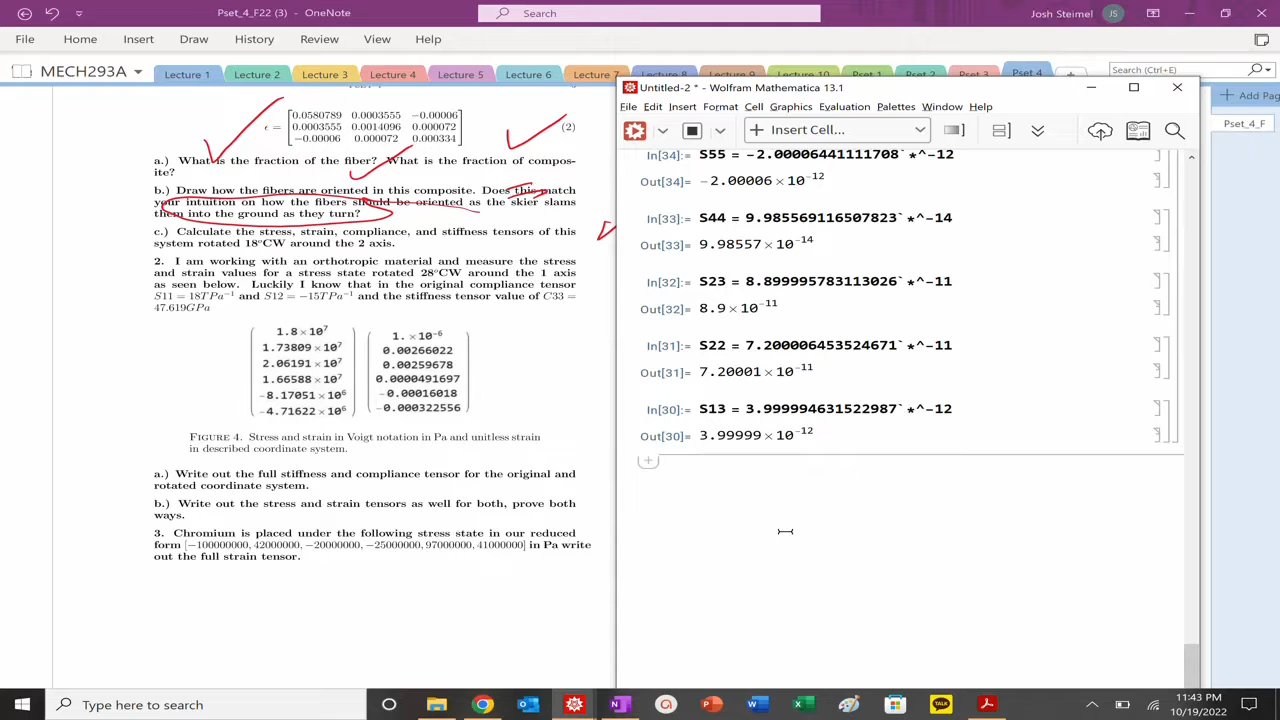 Pset_4_F22 (3) - OneNote
Search
Josh Steimel
JS
File Home Insert Draw History Review View Help
MECH293A
Lecture 1 Lecture 2 Lecture 3 Lecture 4 Lecture 5 Lecture 6 Lecture 7 Lecture 8 Lecture 9 Lecture 10 Pset 1 Pset 2 Pset 3 Pset 4
Search (Ctrl+E)
Add Pag
Pset_4_F
0.0580789 0.0003555 −0.00006
ϵ = 0.0003555 0.0014096 0.000072 (2)
−0.00006 0.000072 0.000334
a.) What is the fraction of the fiber? What is the fraction of compos-
ite?
b.) Draw how the fibers are oriented in this composite. Does this match
your intuition on how the fibers should be oriented as the skier slams
them into the ground as they turn?
c.) Calculate the stress, strain, compliance, and stiffness tensors of this
system rotated 18°CW around the 2 axis.
2. I am working with an orthotropic material and measure the stress
and strain values for a stress state rotated 28°CW around the 1 axis
as seen below. Luckily I know that in the original compliance tensor
S11 = 18TPa⁻¹ and S12 = −15TPa⁻¹ and the stiffness tensor value of C33 =
47.619GPa
1.8 × 10⁷
1.73809 × 10⁷
2.06191 × 10⁷
1.66588 × 10⁷
−8.17051 × 10⁶
−4.71622 × 10⁶
1. × 10⁻⁶
0.00266022
0.00259678
0.0000491697
−0.00016018
−0.000322556
FIGURE 4. Stress and strain in Voigt notation in Pa and unitless strain
in described coordinate system.
a.) Write out the full stiffness and compliance tensor for the original and
rotated coordinate system.
b.) Write out the stress and strain tensors as well for both, prove both
ways.
3. Chromium is placed under the following stress state in our reduced
form [−100000000, 42000000, −20000000, −25000000, 97000000, 41000000] in Pa write
out the full strain tensor.
Untitled-2 * - Wolfram Mathematica 13.1
File Edit Insert Format Cell Graphics Evaluation Palettes Window Help
Insert Cell...
In[34]:= S55 = -2.00006441111708`*^-12
Out[34]= -2.00006 × 10⁻¹²
In[33]:= S44 = 9.985569116507823`*^-14
Out[33]= 9.98557 × 10⁻¹⁴
In[32]:= S23 = 8.899995783113026`*^-11
Out[32]= 8.9 × 10⁻¹¹
In[31]:= S22 = 7.200006453524671`*^-11
Out[31]= 7.20001 × 10⁻¹¹
In[30]:= S13 = 3.999994631522987`*^-12
Out[30]= 3.99999 × 10⁻¹²
Type here to search
TALK
11:43 PM
10/19/2022